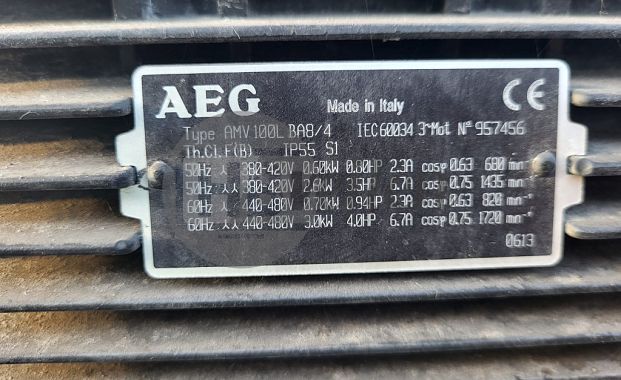 AEG Made in Italy CE
Type AMV 100L BA8/4 IEC60034 3~Mot N° 957456
Th.Cl.F(B) IP55 S1
50Hz: ⅄ 380-420V 0.60kW 0.80HP 2.3A cosφ 0.63 680 min⁻¹
50Hz: ⅄⅄ 380-420V 2.6kW 3.5HP 6.7A cosφ 0.75 1435 min⁻¹
60Hz: ⅄ 440-480V 0.70kW 0.94HP 2.3A cosφ 0.63 820 min⁻¹
60Hz: ⅄⅄ 440-480V 3.0kW 4.0HP 6.7A cosφ 0.75 1720 min⁻¹
0613